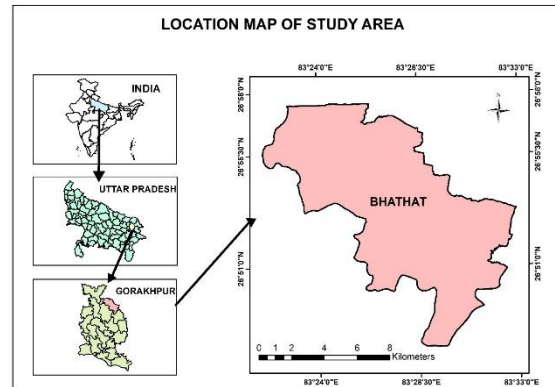 LOCATION MAP OF STUDY AREA
INDIA
UTTAR PRADESH
GORAKHPUR
83°24'0"E 83°28'30"E 83°33'0"E
BHATHAT
0 1 2 4 6 8
Kilometers
83°24'0"E 83°28'30"E 83°33'0"E